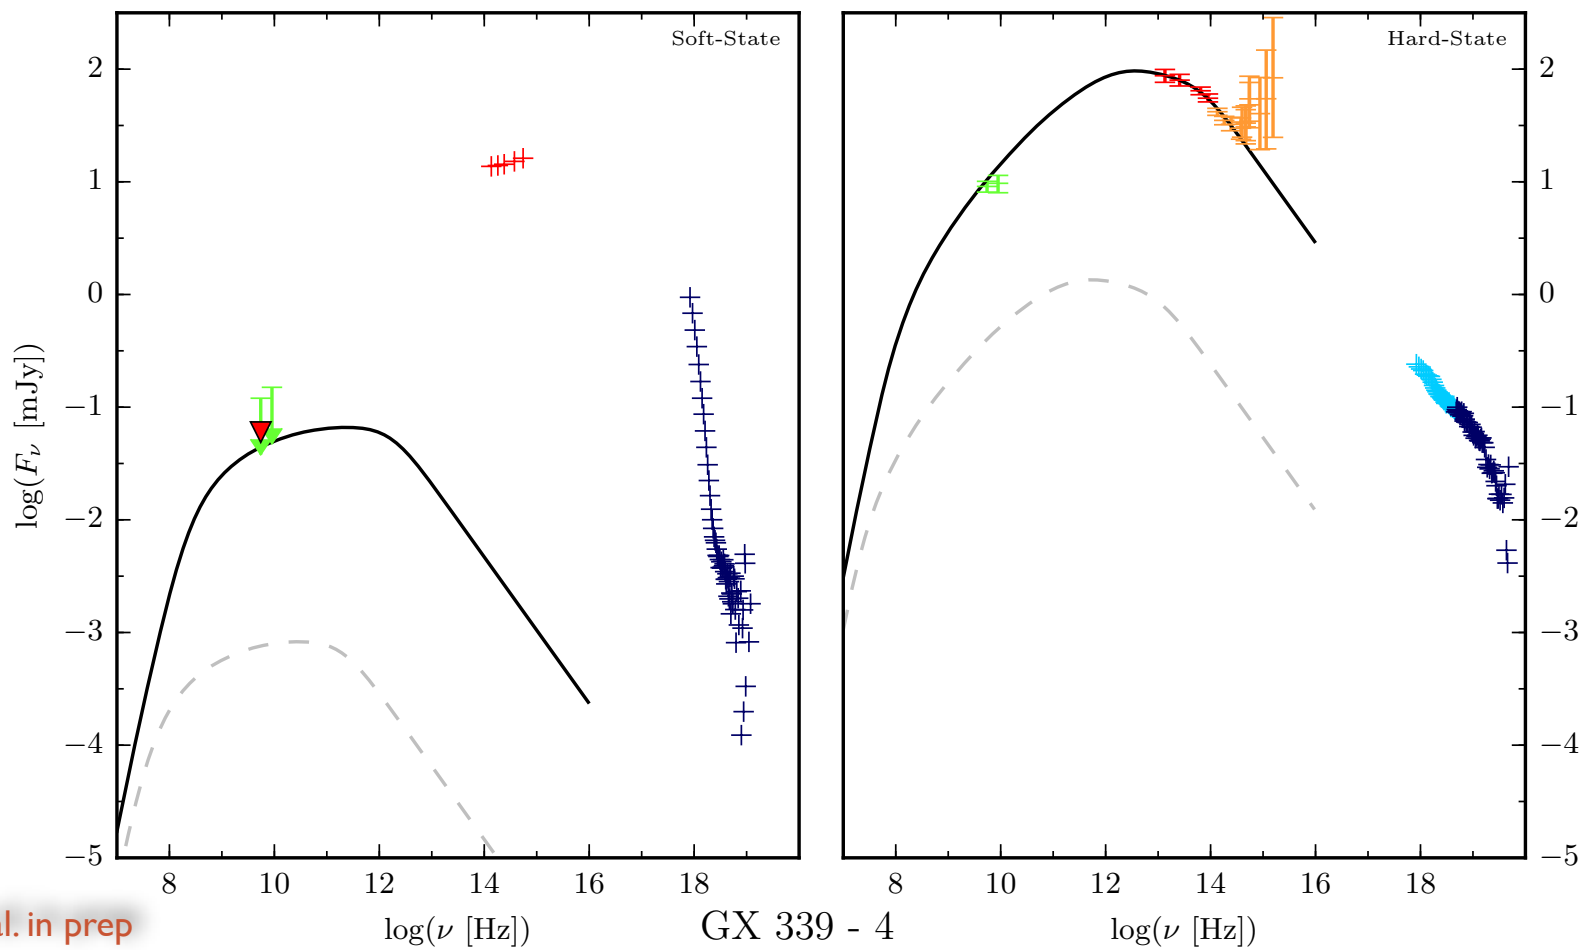 Soft-State
Hard-State
log(Fν [mJy])
2
1
0
−1
−2
−3
−4
−5
8 10 12 14 16 18
log(ν [Hz])
2
1
0
−1
−2
−3
−4
−5
8 10 12 14 16 18
log(ν [Hz])
GX 339 - 4
al. in prep